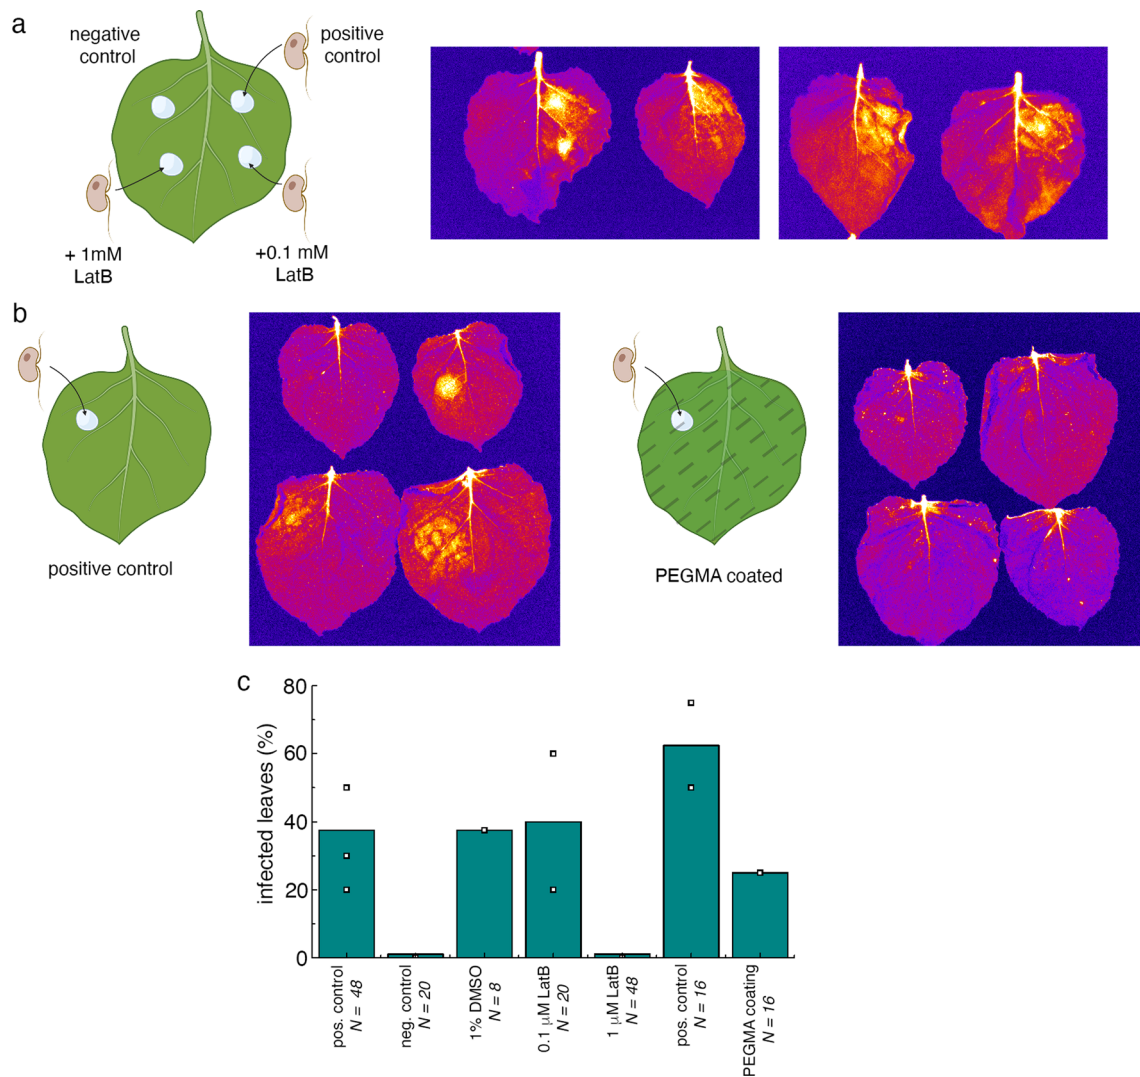 a
negative
control
positive
control
+ 1mM
LatB
+0.1 mM
LatB
b
positive control
PEGMA coated
c
infected leaves (%)
80
60
40
20
0
pos. control
N = 48
neg. control
N = 20
1% DMSO
N = 8
0.1 μM LatB
N = 20
1 μM LatB
N = 48
pos. control
N = 16
PEGMA coating
N = 16